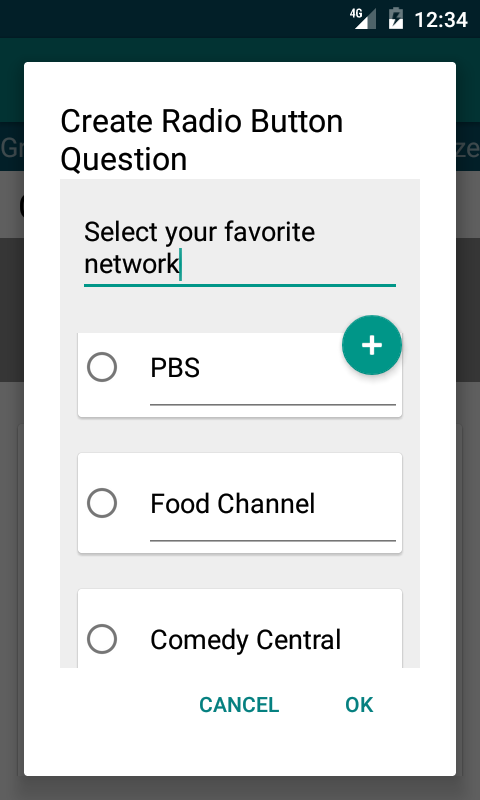 4G 12:34
Gr
ze
Create Radio Button
Question
Select your favorite
network
PBS
Food Channel
Comedy Central
CANCEL OK